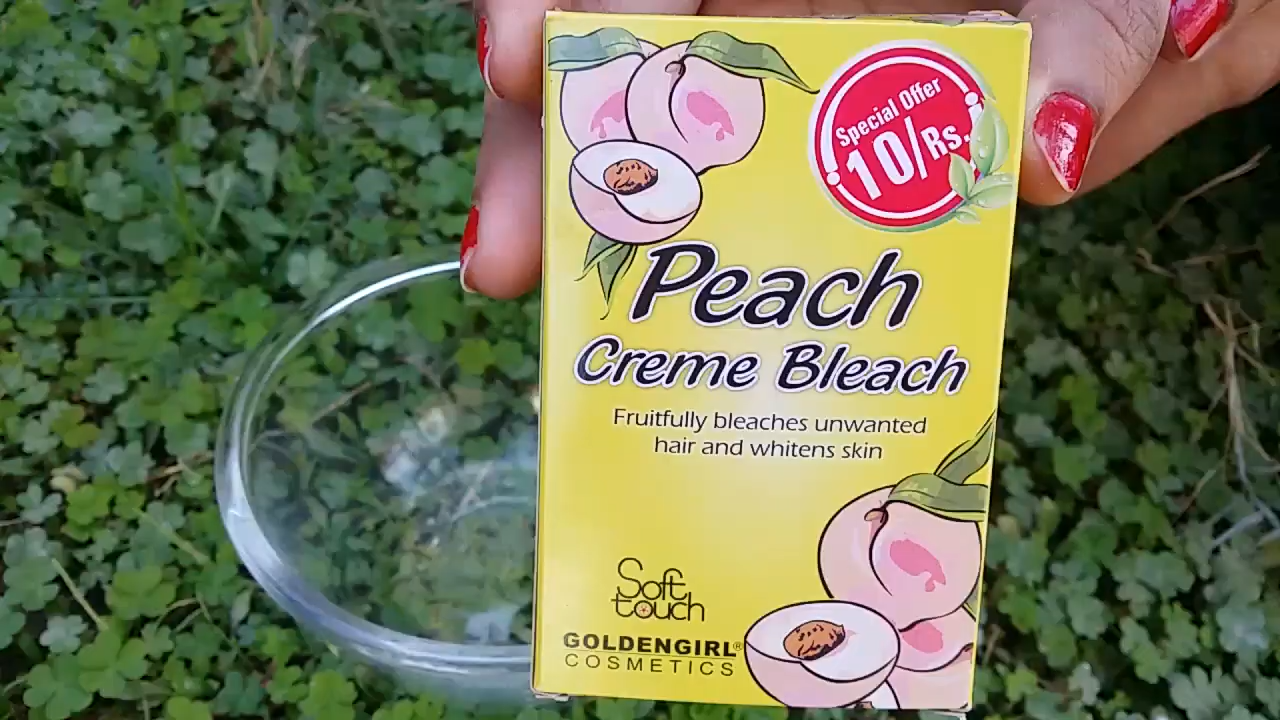 Special Offer
10/Rs.
Peach
Creme Bleach
Fruitfully bleaches unwanted
hair and whitens skin
Soft
touch
GOLDENGIRL®
COSMETICS